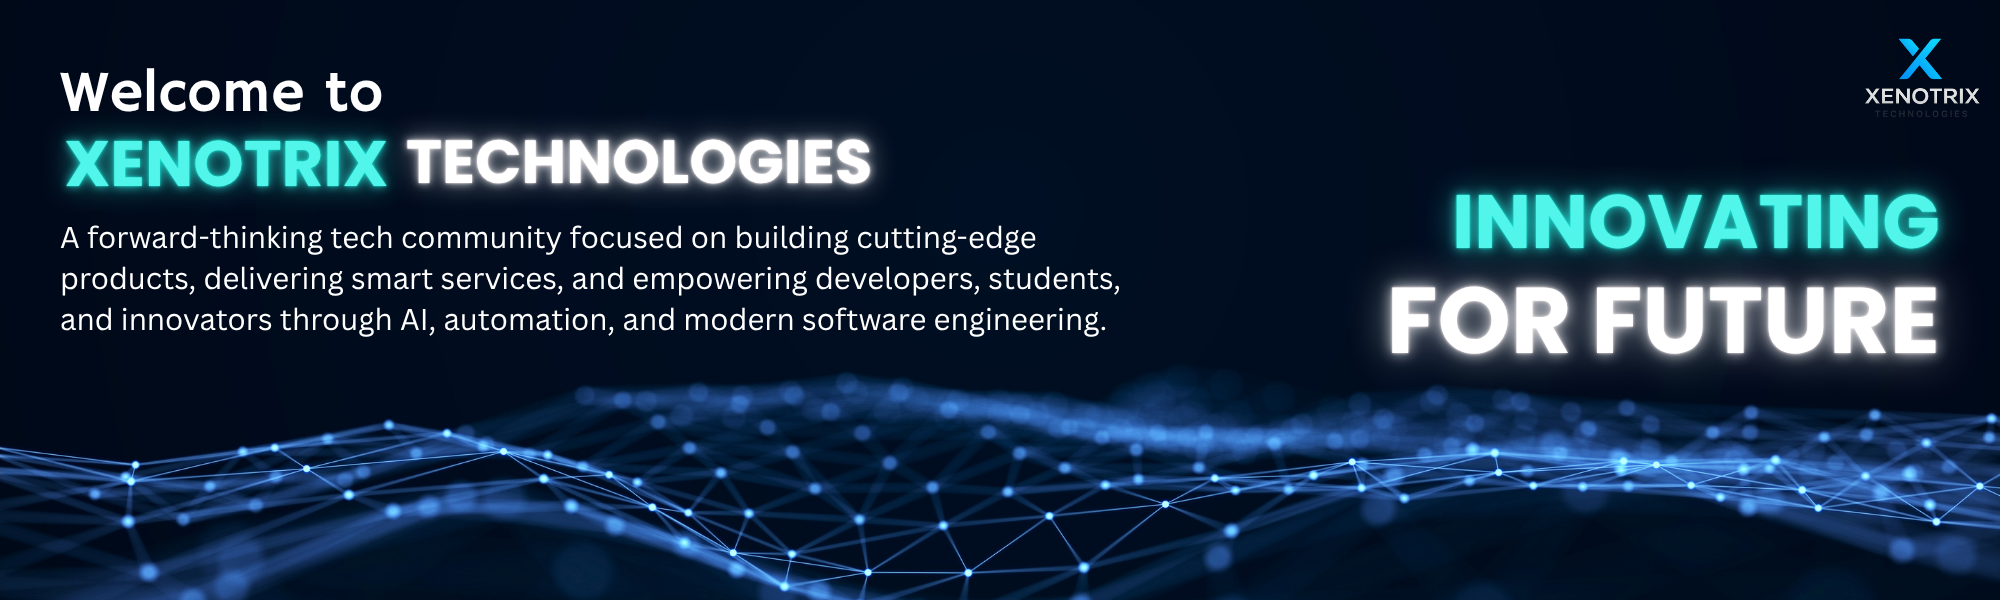 Welcome to
XENOTRIX TECHNOLOGIES
A forward-thinking tech community focused on building cutting-edge
products, delivering smart services, and empowering developers, students,
and innovators through AI, automation, and modern software engineering.
XENOTRIX
TECHNOLOGIES
INNOVATING
FOR FUTURE